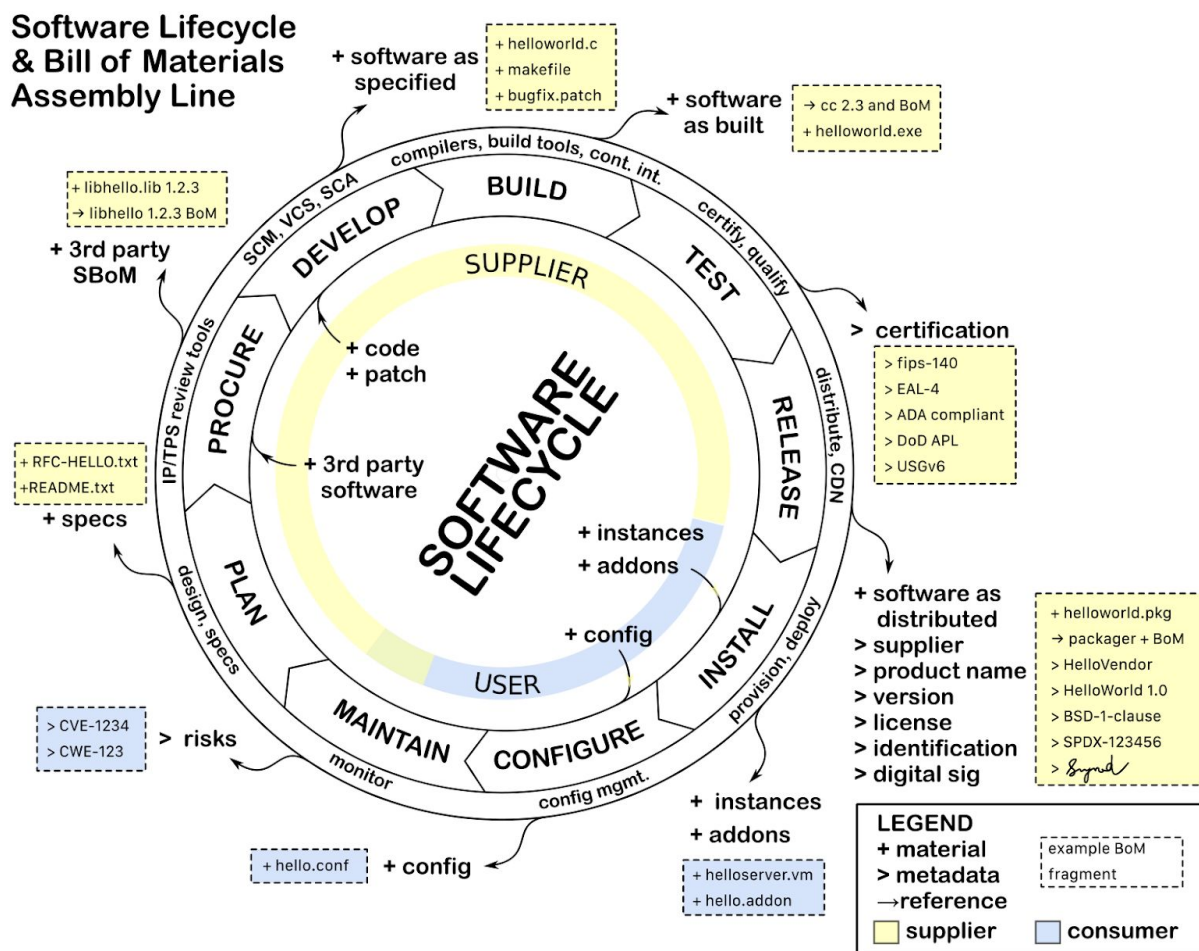 Software Lifecycle
& Bill of Materials
Assembly Line
+ software as
specified
+ helloworld.c
+ makefile
+ bugfix.patch
+ software
as built
→ cc 2.3 and BoM
+ helloworld.exe
+ libhello.lib 1.2.3
→ libhello 1.2.3 BoM
+ 3rd party
SBoM
SCM, VCS, SCA
compilers, build tools, cont. int.
certify, qualify
distribute, CDN
provision, deploy
config mgmt.
monitor
design, specs
IP/TPS review tools
DEVELOP
BUILD
TEST
RELEASE
INSTALL
CONFIGURE
MAINTAIN
PLAN
PROCURE
SUPPLIER
+ code
+ patch
+ 3rd party
software
SOFTWARE
LIFECYCLE
+ instances
+ addons
+ config
USER
> certification
> fips-140
> EAL-4
> ADA compliant
> DoD APL
> USGv6
+ RFC-HELLO.txt
+README.txt
+ specs
+ software as
distributed
> supplier
> product name
> version
> license
> identification
> digital sig
+ helloworld.pkg
→ packager + BoM
> HelloVendor
> HelloWorld 1.0
> BSD-1-clause
> SPDX-123456
> Signed
> CVE-1234
> CWE-123
> risks
+ hello.conf
+ config
+ instances
+ addons
+ helloserver.vm
+ hello.addon
LEGEND
+ material
> metadata
→reference
example BoM
fragment
supplier
consumer